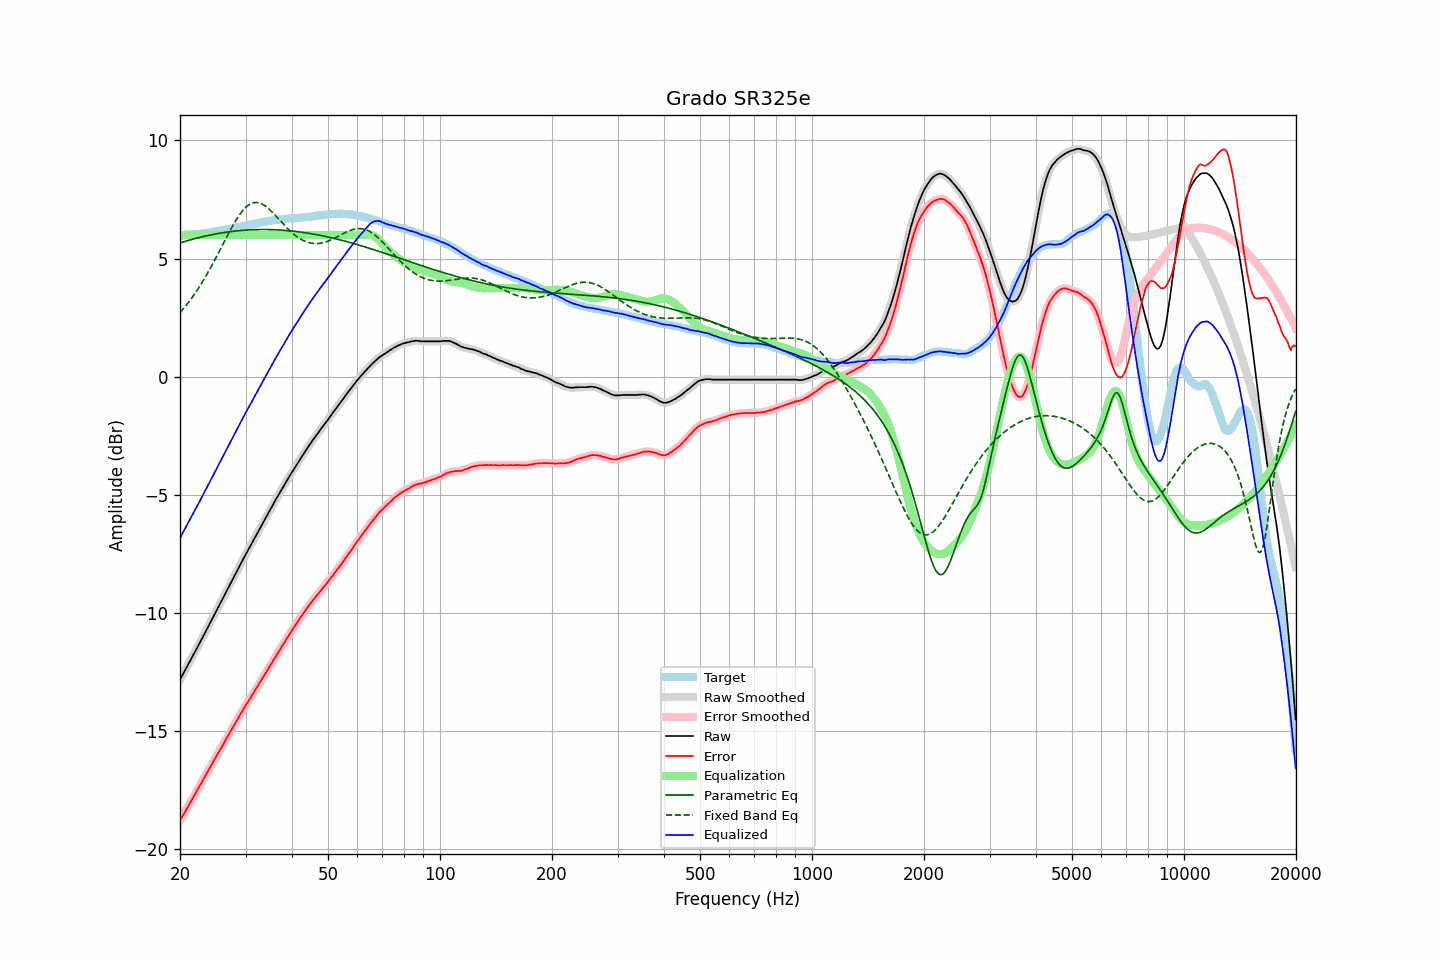 Grado SR325e
Amplitude (dBr)
10
5
0
−5
−10
−15
−20
20
50
100
200
500
1000
2000
5000
10000
20000
Frequency (Hz)
Target
Raw Smoothed
Error Smoothed
Raw
Error
Equalization
Parametric Eq
Fixed Band Eq
Equalized